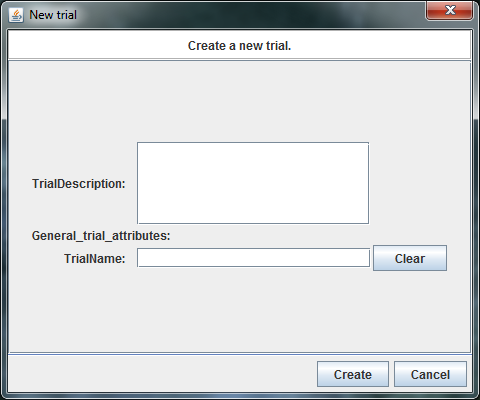 New trial
Create a new trial.
TrialDescription:
General_trial_attributes:
TrialName:
Clear
Create
Cancel